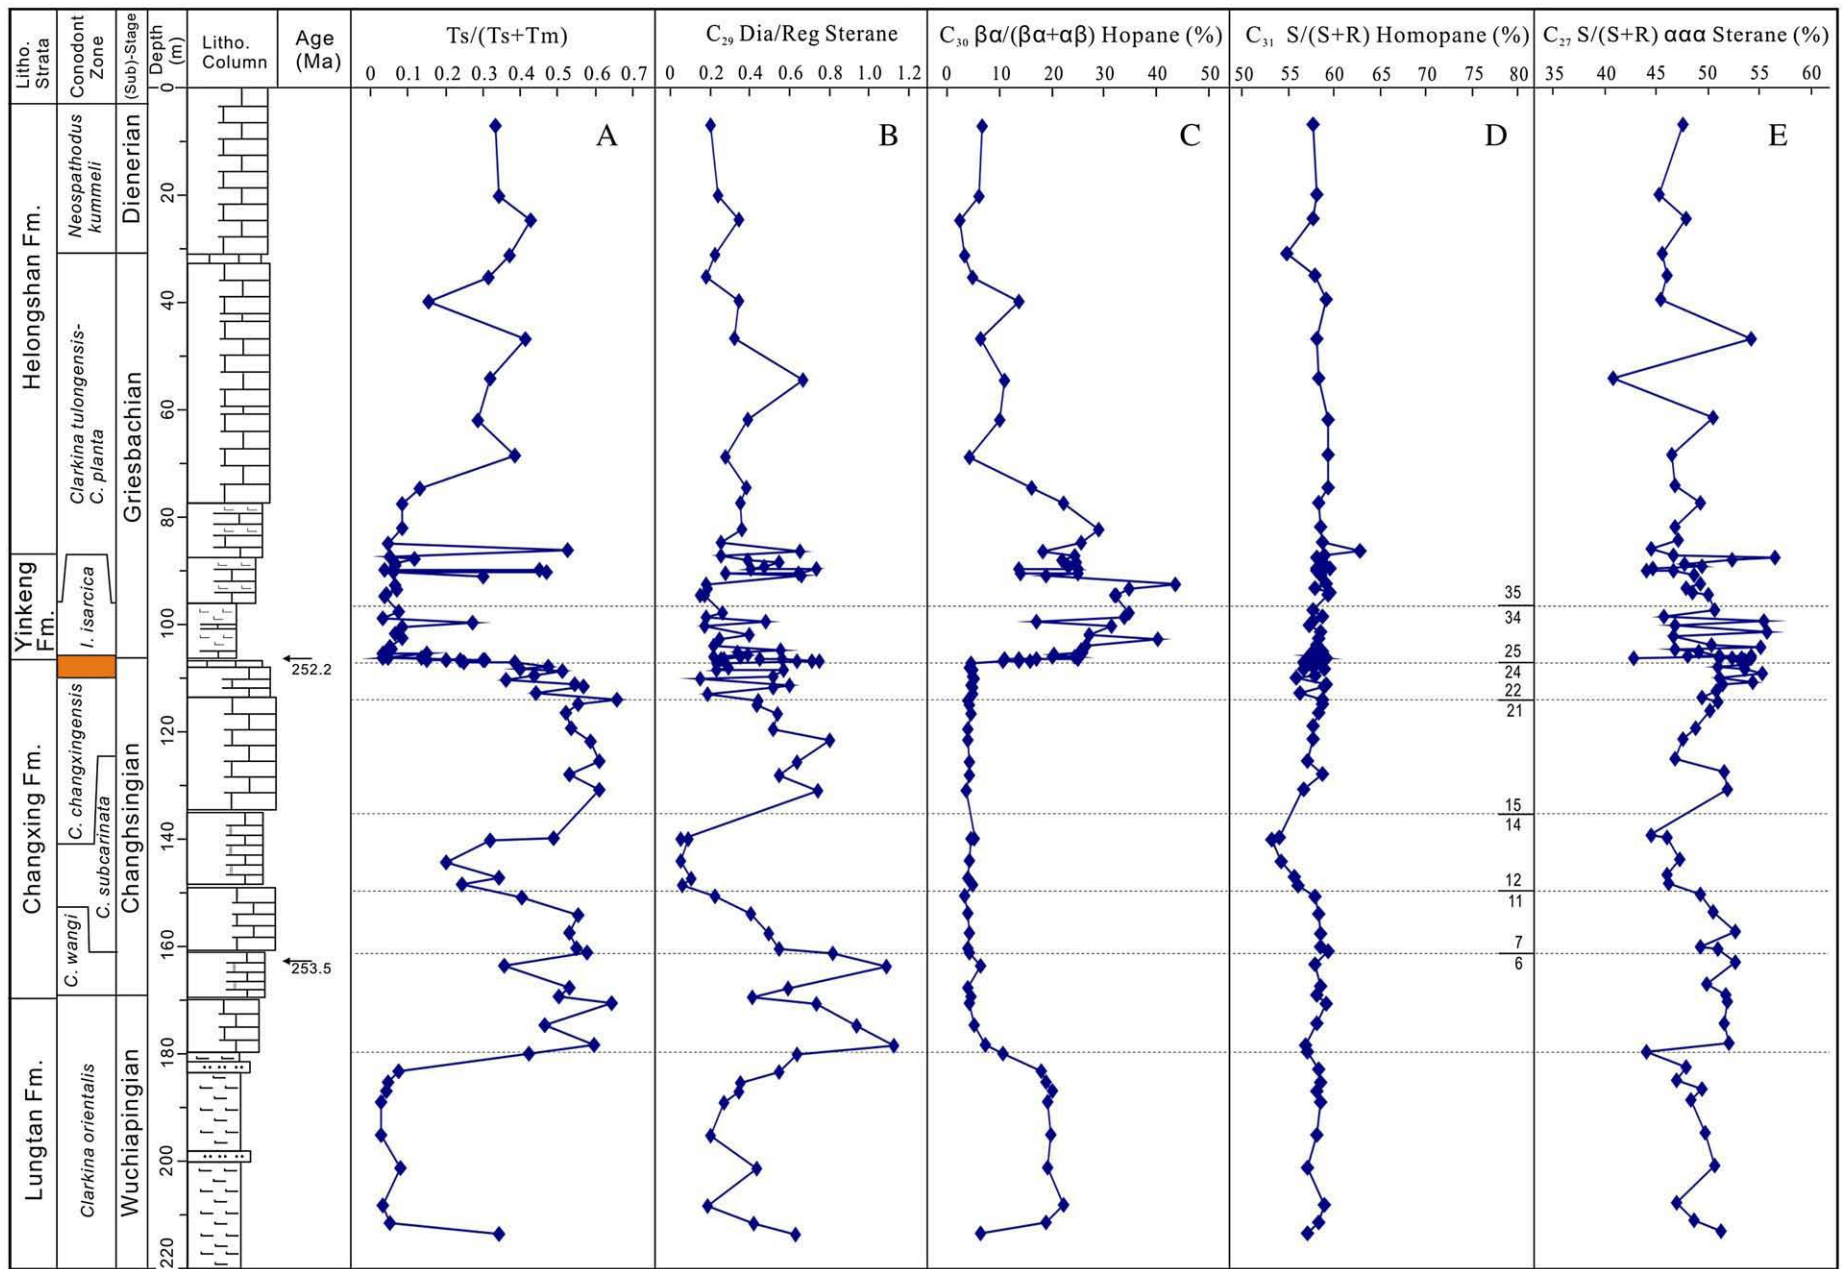 Litho. Strata
Conodont Zone
(Sub)-Stage
Depth (m)
Litho. Column
Age (Ma)
Ts/(Ts+Tm)
C₂₉ Dia/Reg Sterane
C₃₀ βα/(βα+αβ) Hopane (%)
C₃₁ S/(S+R) Homopane (%)
C₂₇ S/(S+R) ααα Sterane (%)
0 0.1 0.2 0.3 0.4 0.5 0.6 0.7
0 0.2 0.4 0.6 0.8 1.0 1.2
0 10 20 30 40 50
50 55 60 65 70 75 80
35 40 45 50 55 60
A
B
C
D
E
Helongshan Fm.
Yinkeng Fm.
Changxing Fm.
Lungtan Fm.
Neospathodus kummeli
Clarkina tulongensis-
C. planta
I. isarcica
C. changxingensis
C. subcarinata
C. wangi
Clarkina orientalis
Dienerian
Griesbachian
Changhsingian
Wuchiapingian
0
20
40
60
80
100
120
140
160
180
200
220
252.2
253.5
35
34
25
24
22
21
15
14
12
11
7
6